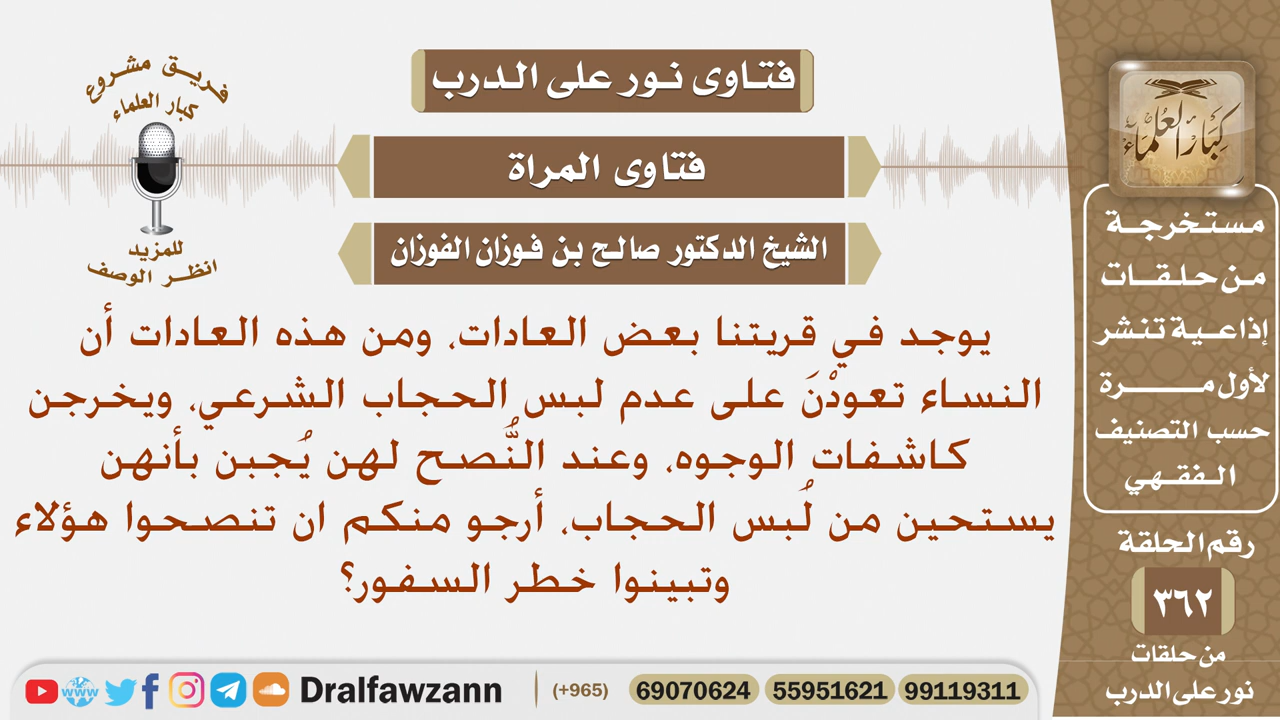 فتاوى نور على الدرب
فتاوى المراة
الشيخ الدكتور صالح بن فوزان الفوزان
يوجد في قريتنا بعض العادات، ومن هذه العادات أن
النساء تعودْنَ على عدم لبس الحجاب الشرعي، ويخرجن
كاشفات الوجوه، وعند النُّصح لهن يُجبن بأنهن
يستحين من لُبس الحجاب، أرجو منكم ان تنصحوا هؤلاء
وتبينوا خطر السفور؟
فريق مشروع
كبار العلماء
للمزيد
انظر الوصف
كبار العلماء
مستخرجة
من حلقات
إذاعية تنشر
لأول مرة
حسب التصنيف
الفقهي
رقم الحلقة
٣٦٢
من حلقات
نور على الدرب
www Dralfawzann (+965) 69070624 55951621 99119311